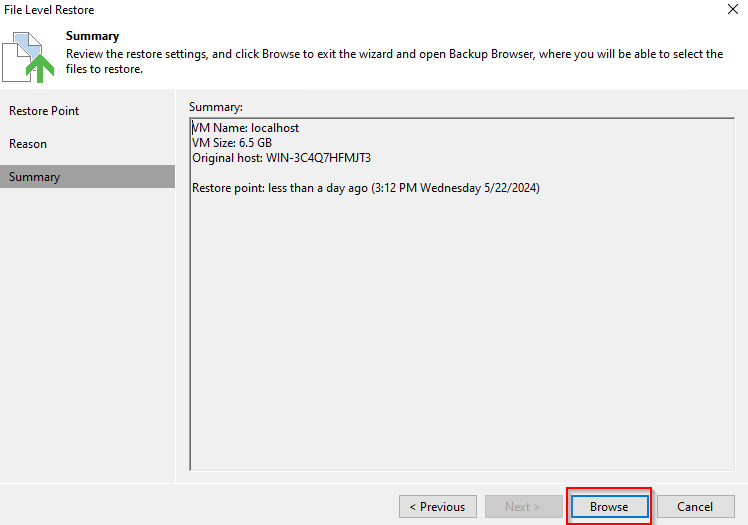 File Level Restore
Summary
Review the restore settings, and click Browse to exit the wizard and open Backup Browser, where you will be able to select the
files to restore.
Restore Point
Reason
Summary
Summary:
VM Name: localhost
VM Size: 6.5 GB
Original host: WIN-3C4Q7HFMJT3
Restore point: less than a day ago (3:12 PM Wednesday 5/22/2024)
< Previous
Next >
Browse
Cancel